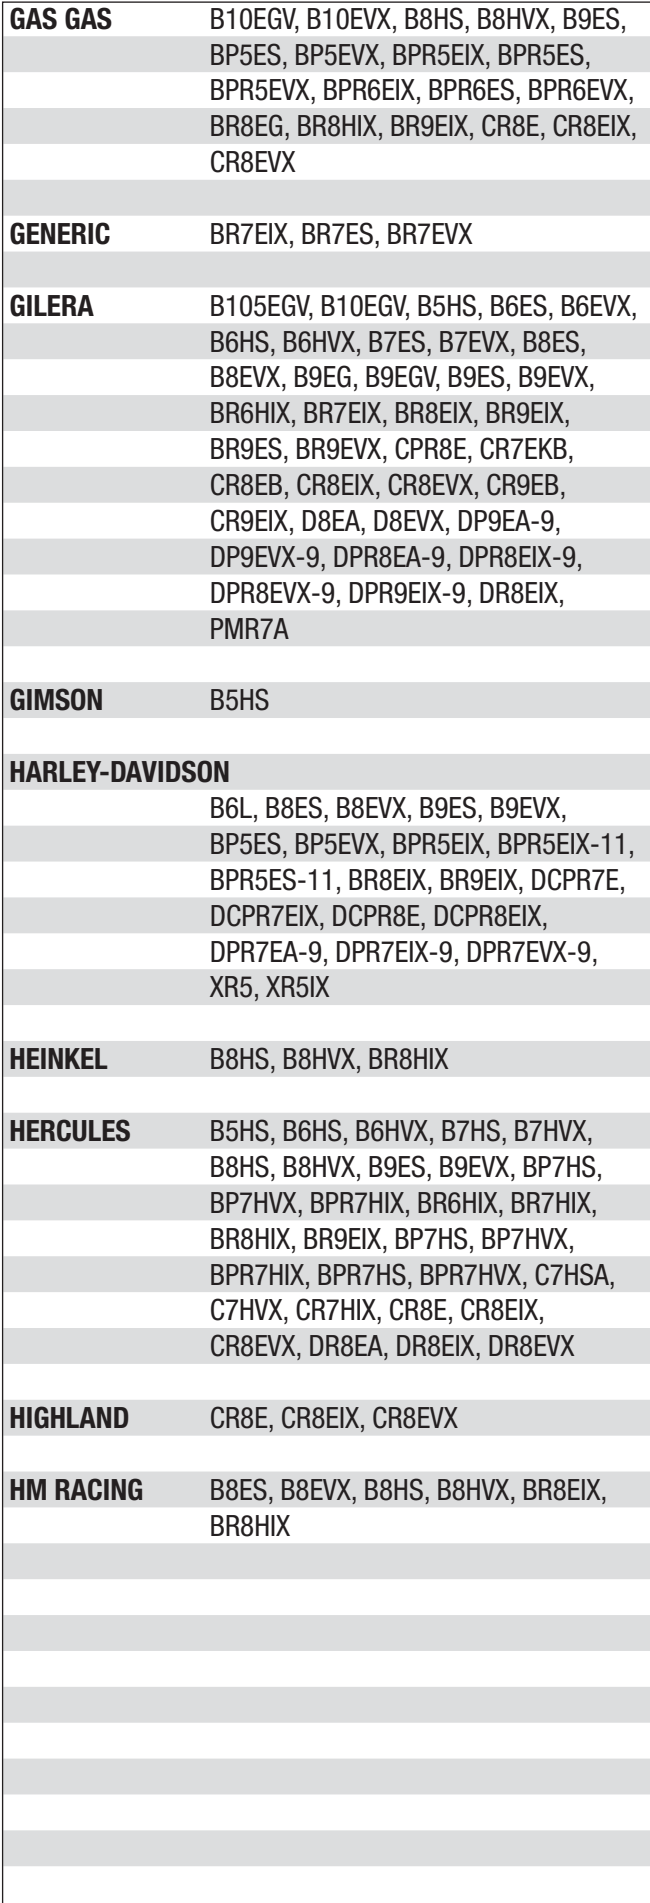 GAS GAS B10EGV, B10EVX, B8HS, B8HVX, B9ES,
BP5ES, BP5EVX, BPR5EIX, BPR5ES,
BPR5EVX, BPR6EIX, BPR6ES, BPR6EVX,
BR8EG, BR8HIX, BR9EIX, CR8E, CR8EIX,
CR8EVX
GENERIC BR7EIX, BR7ES, BR7EVX
GILERA B105EGV, B10EGV, B5HS, B6ES, B6EVX,
B6HS, B6HVX, B7ES, B7EVX, B8ES,
B8EVX, B9EG, B9EGV, B9ES, B9EVX,
BR6HIX, BR7EIX, BR8EIX, BR9EIX,
BR9ES, BR9EVX, CPR8E, CR7EKB,
CR8EB, CR8EIX, CR8EVX, CR9EB,
CR9EIX, D8EA, D8EVX, DP9EA-9,
DP9EVX-9, DPR8EA-9, DPR8EIX-9,
DPR8EVX-9, DPR9EIX-9, DR8EIX,
PMR7A
GIMSON B5HS
HARLEY-DAVIDSON
B6L, B8ES, B8EVX, B9ES, B9EVX,
BP5ES, BP5EVX, BPR5EIX, BPR5EIX-11,
BPR5ES-11, BR8EIX, BR9EIX, DCPR7E,
DCPR7EIX, DCPR8E, DCPR8EIX,
DPR7EA-9, DPR7EIX-9, DPR7EVX-9,
XR5, XR5IX
HEINKEL B8HS, B8HVX, BR8HIX
HERCULES B5HS, B6HS, B6HVX, B7HS, B7HVX,
B8HS, B8HVX, B9ES, B9EVX, BP7HS,
BP7HVX, BPR7HIX, BR6HIX, BR7HIX,
BR8HIX, BR9EIX, BP7HS, BP7HVX,
BPR7HIX, BPR7HS, BPR7HVX, C7HSA,
C7HVX, CR7HIX, CR8E, CR8EIX,
CR8EVX, DR8EA, DR8EIX, DR8EVX
HIGHLAND CR8E, CR8EIX, CR8EVX
HM RACING B8ES, B8EVX, B8HS, B8HVX, BR8EIX,
BR8HIX